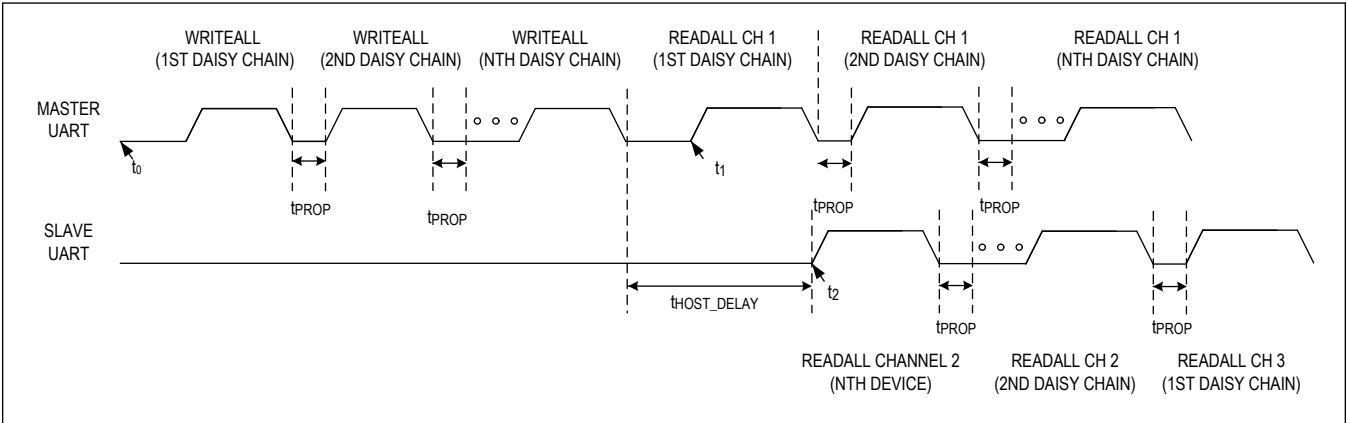 WRITEALL
(1ST DAISY CHAIN)
WRITEALL
(2ND DAISY CHAIN)
WRITEALL
(NTH DAISY CHAIN)
READALL CH 1
(1ST DAISY CHAIN)
READALL CH 1
(2ND DAISY CHAIN)
READALL CH 1
(NTH DAISY CHAIN)
MASTER
UART
t0
t1
tPROP
tPROP
tPROP
tPROP
SLAVE
UART
tHOST_DELAY
t2
tPROP
tPROP
READALL CHANNEL 2
(NTH DEVICE)
READALL CH 2
(2ND DAISY CHAIN)
READALL CH 3
(1ST DAISY CHAIN)